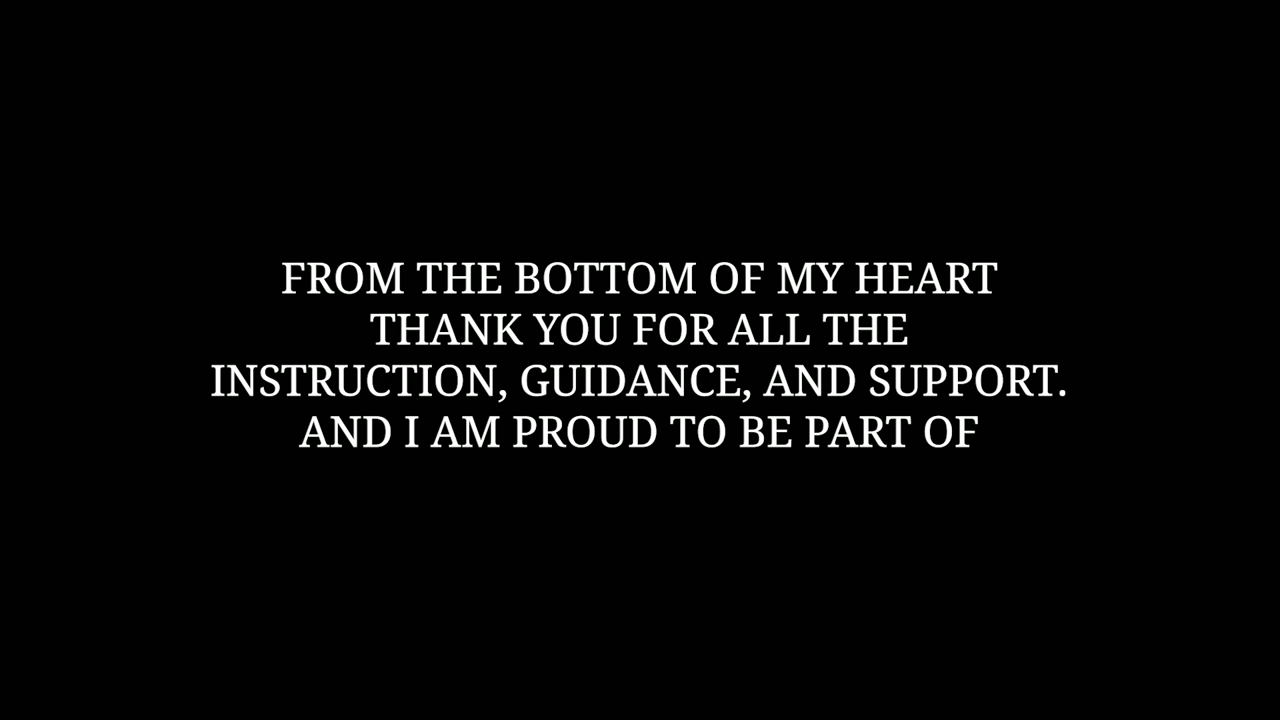 FROM THE BOTTOM OF MY HEART
THANK YOU FOR ALL THE
INSTRUCTION, GUIDANCE, AND SUPPORT.
AND I AM PROUD TO BE PART OF